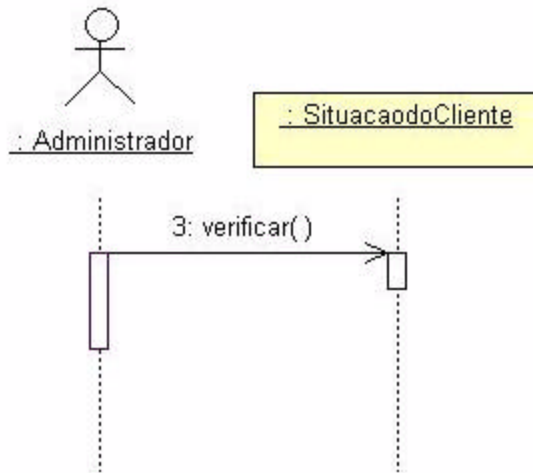 : Administrador
: SituacaodoCliente
3: verificar( )